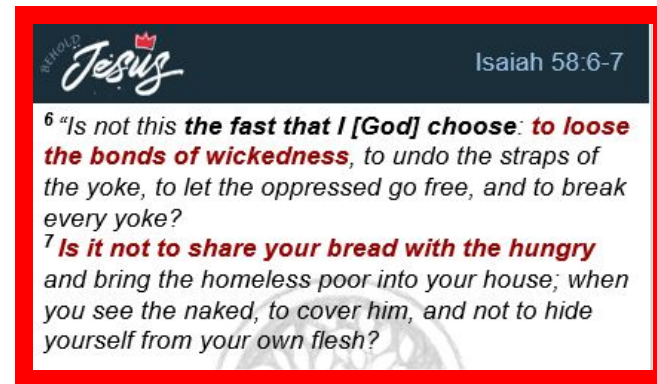 BEHOLD
Jesus
Isaiah 58:6-7
6 “Is not this the fast that I [God] choose: to loose
the bonds of wickedness, to undo the straps of
the yoke, to let the oppressed go free, and to break
every yoke?
7 Is it not to share your bread with the hungry
and bring the homeless poor into your house; when
you see the naked, to cover him, and not to hide
yourself from your own flesh?